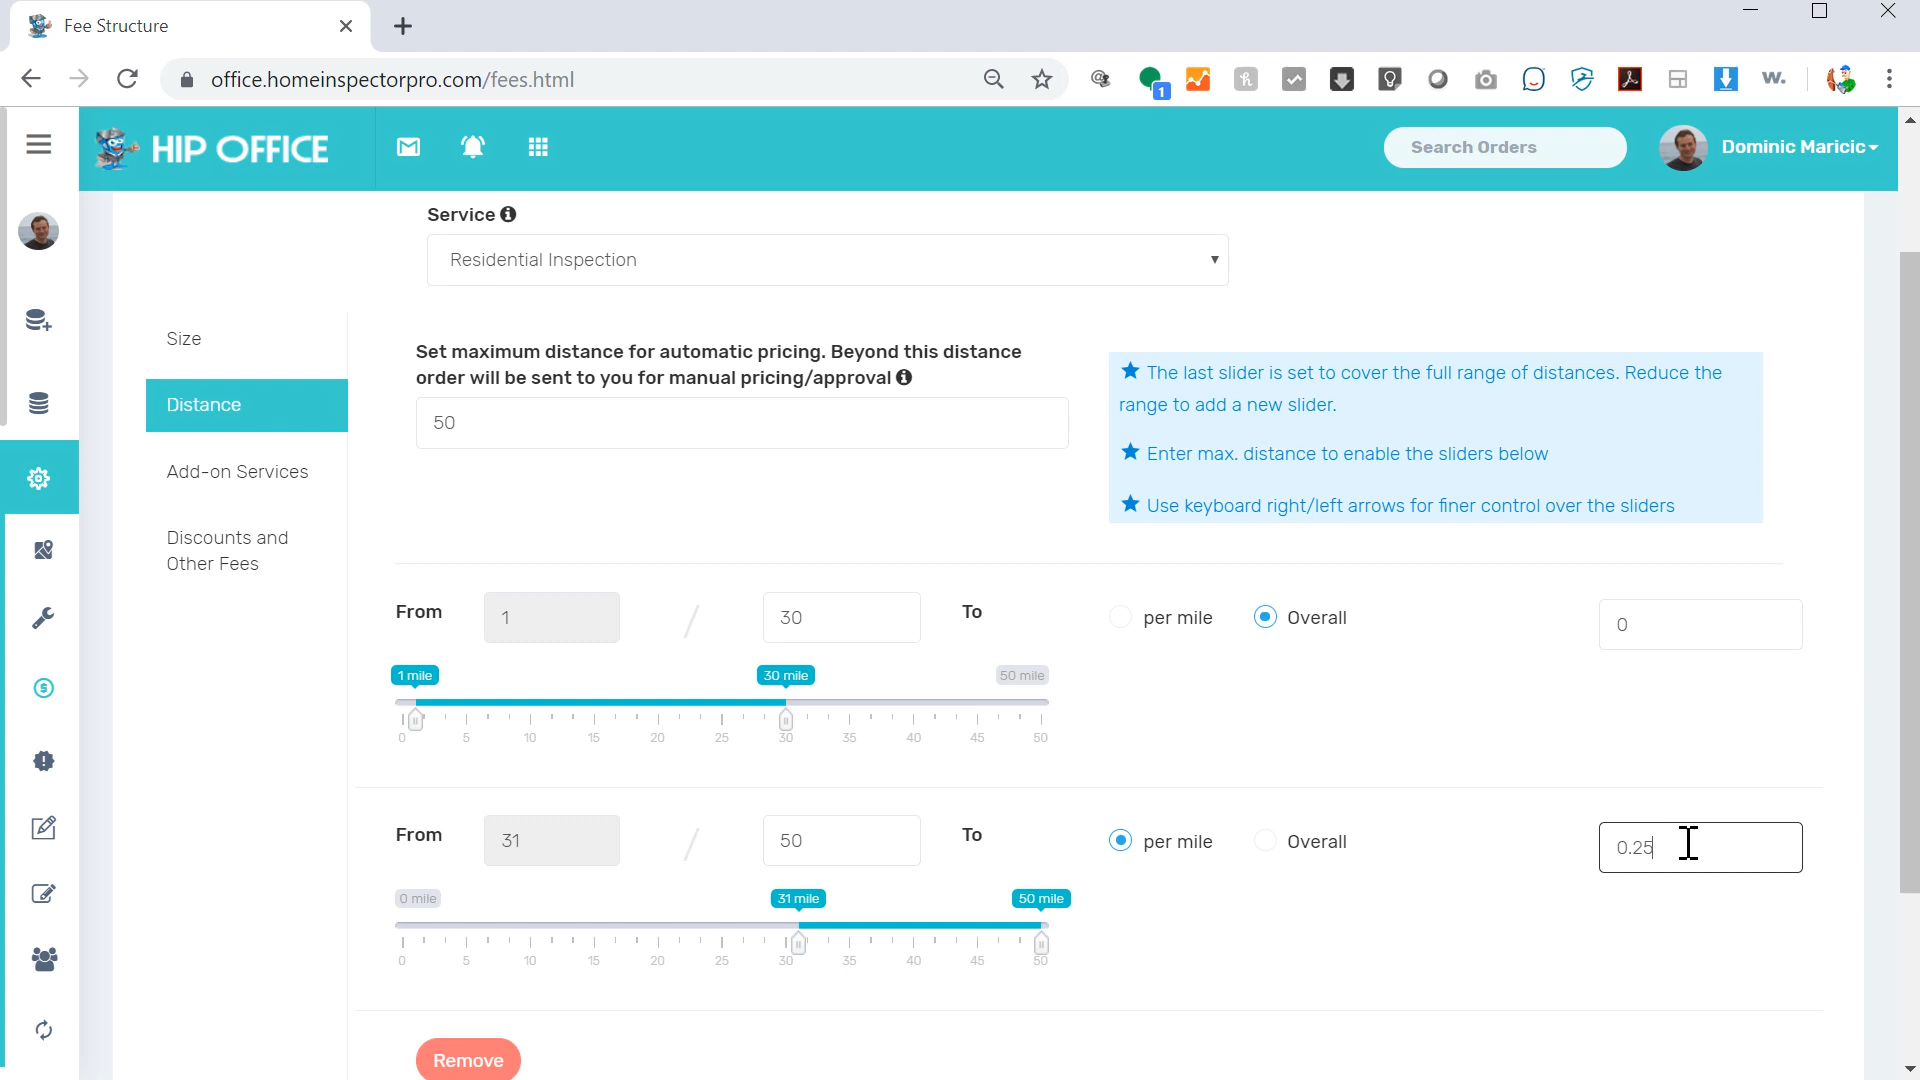 Fee Structure
office.homeinspectorpro.com/fees.html
1
W.
HIP OFFICE
Search Orders
Dominic Maricic
Service
Residential Inspection
Size
Distance
Add-on Services
Discounts and
Other Fees
Set maximum distance for automatic pricing. Beyond this distance
order will be sent to you for manual pricing/approval
50
The last slider is set to cover the full range of distances. Reduce the
range to add a new slider.
Enter max. distance to enable the sliders below
Use keyboard right/left arrows for finer control over the sliders
From 1 / 30 To per mile Overall 0
1 mile 30 mile 50 mile
0 5 10 15 20 25 30 35 40 45 50
From 31 / 50 To per mile Overall 0.25
0 mile 31 mile 50 mile
0 5 10 15 20 25 30 35 40 45 50
Remove